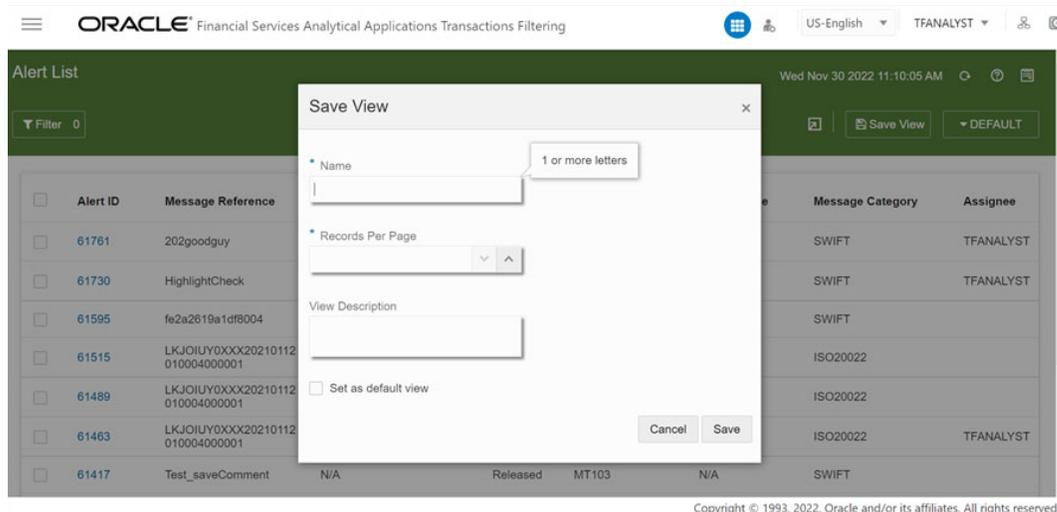 ORACLE Financial Services Analytical Applications Transactions Filtering
US-English
TFANALYST
Alert List
Wed Nov 30 2022 11:10:05 AM
Filter 0
Save View
DEFAULT
Save View
×
* Name
1 or more letters
* Records Per Page
View Description
Set as default view
Cancel
Save
Alert ID Message Reference Message Category Assignee
61761 202goodguy SWIFT TFANALYST
61730 HighlightCheck SWIFT TFANALYST
61595 fe2a2619a1df8004 SWIFT
61515 LKJOIUY0XXX20210112 ISO20022
010004000001
61489 LKJOIUY0XXX20210112 ISO20022
010004000001
61463 LKJOIUY0XXX20210112 ISO20022 TFANALYST
010004000001
61417 Test_saveComment N/A Released MT103 N/A SWIFT
Copyright © 1993, 2022, Oracle and/or its affiliates. All rights reserved